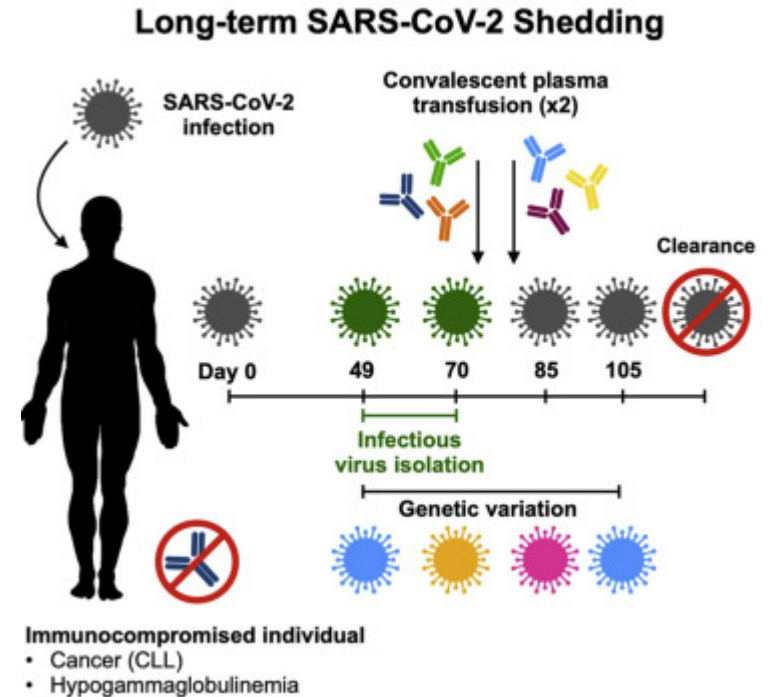 Long-term SARS-CoV-2 Shedding
SARS-CoV-2
infection
Convalescent plasma
transfusion (x2)
Clearance
Day 0
49
70
85
105
Infectious
virus isolation
Genetic variation
Immunocompromised individual
• Cancer (CLL)
• Hypogammaglobulinemia